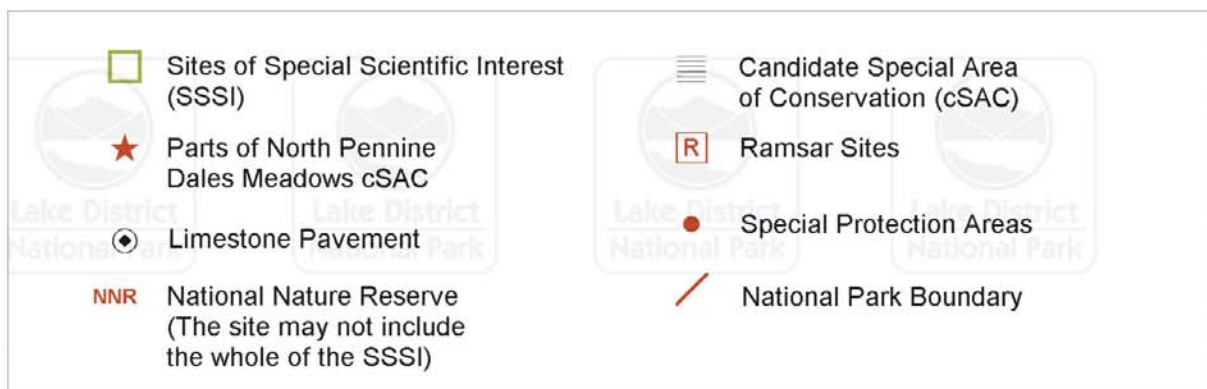 Sites of Special Scientific Interest
(SSSI)
Parts of North Pennine
Dales Meadows cSAC
Limestone Pavement
NNR National Nature Reserve
(The site may not include
the whole of the SSSI)
Candidate Special Area
of Conservation (cSAC)
R Ramsar Sites
Special Protection Areas
National Park Boundary
Lake District
National Park
Lake District
National Park
Lake District
National Park
Lake District
National Park